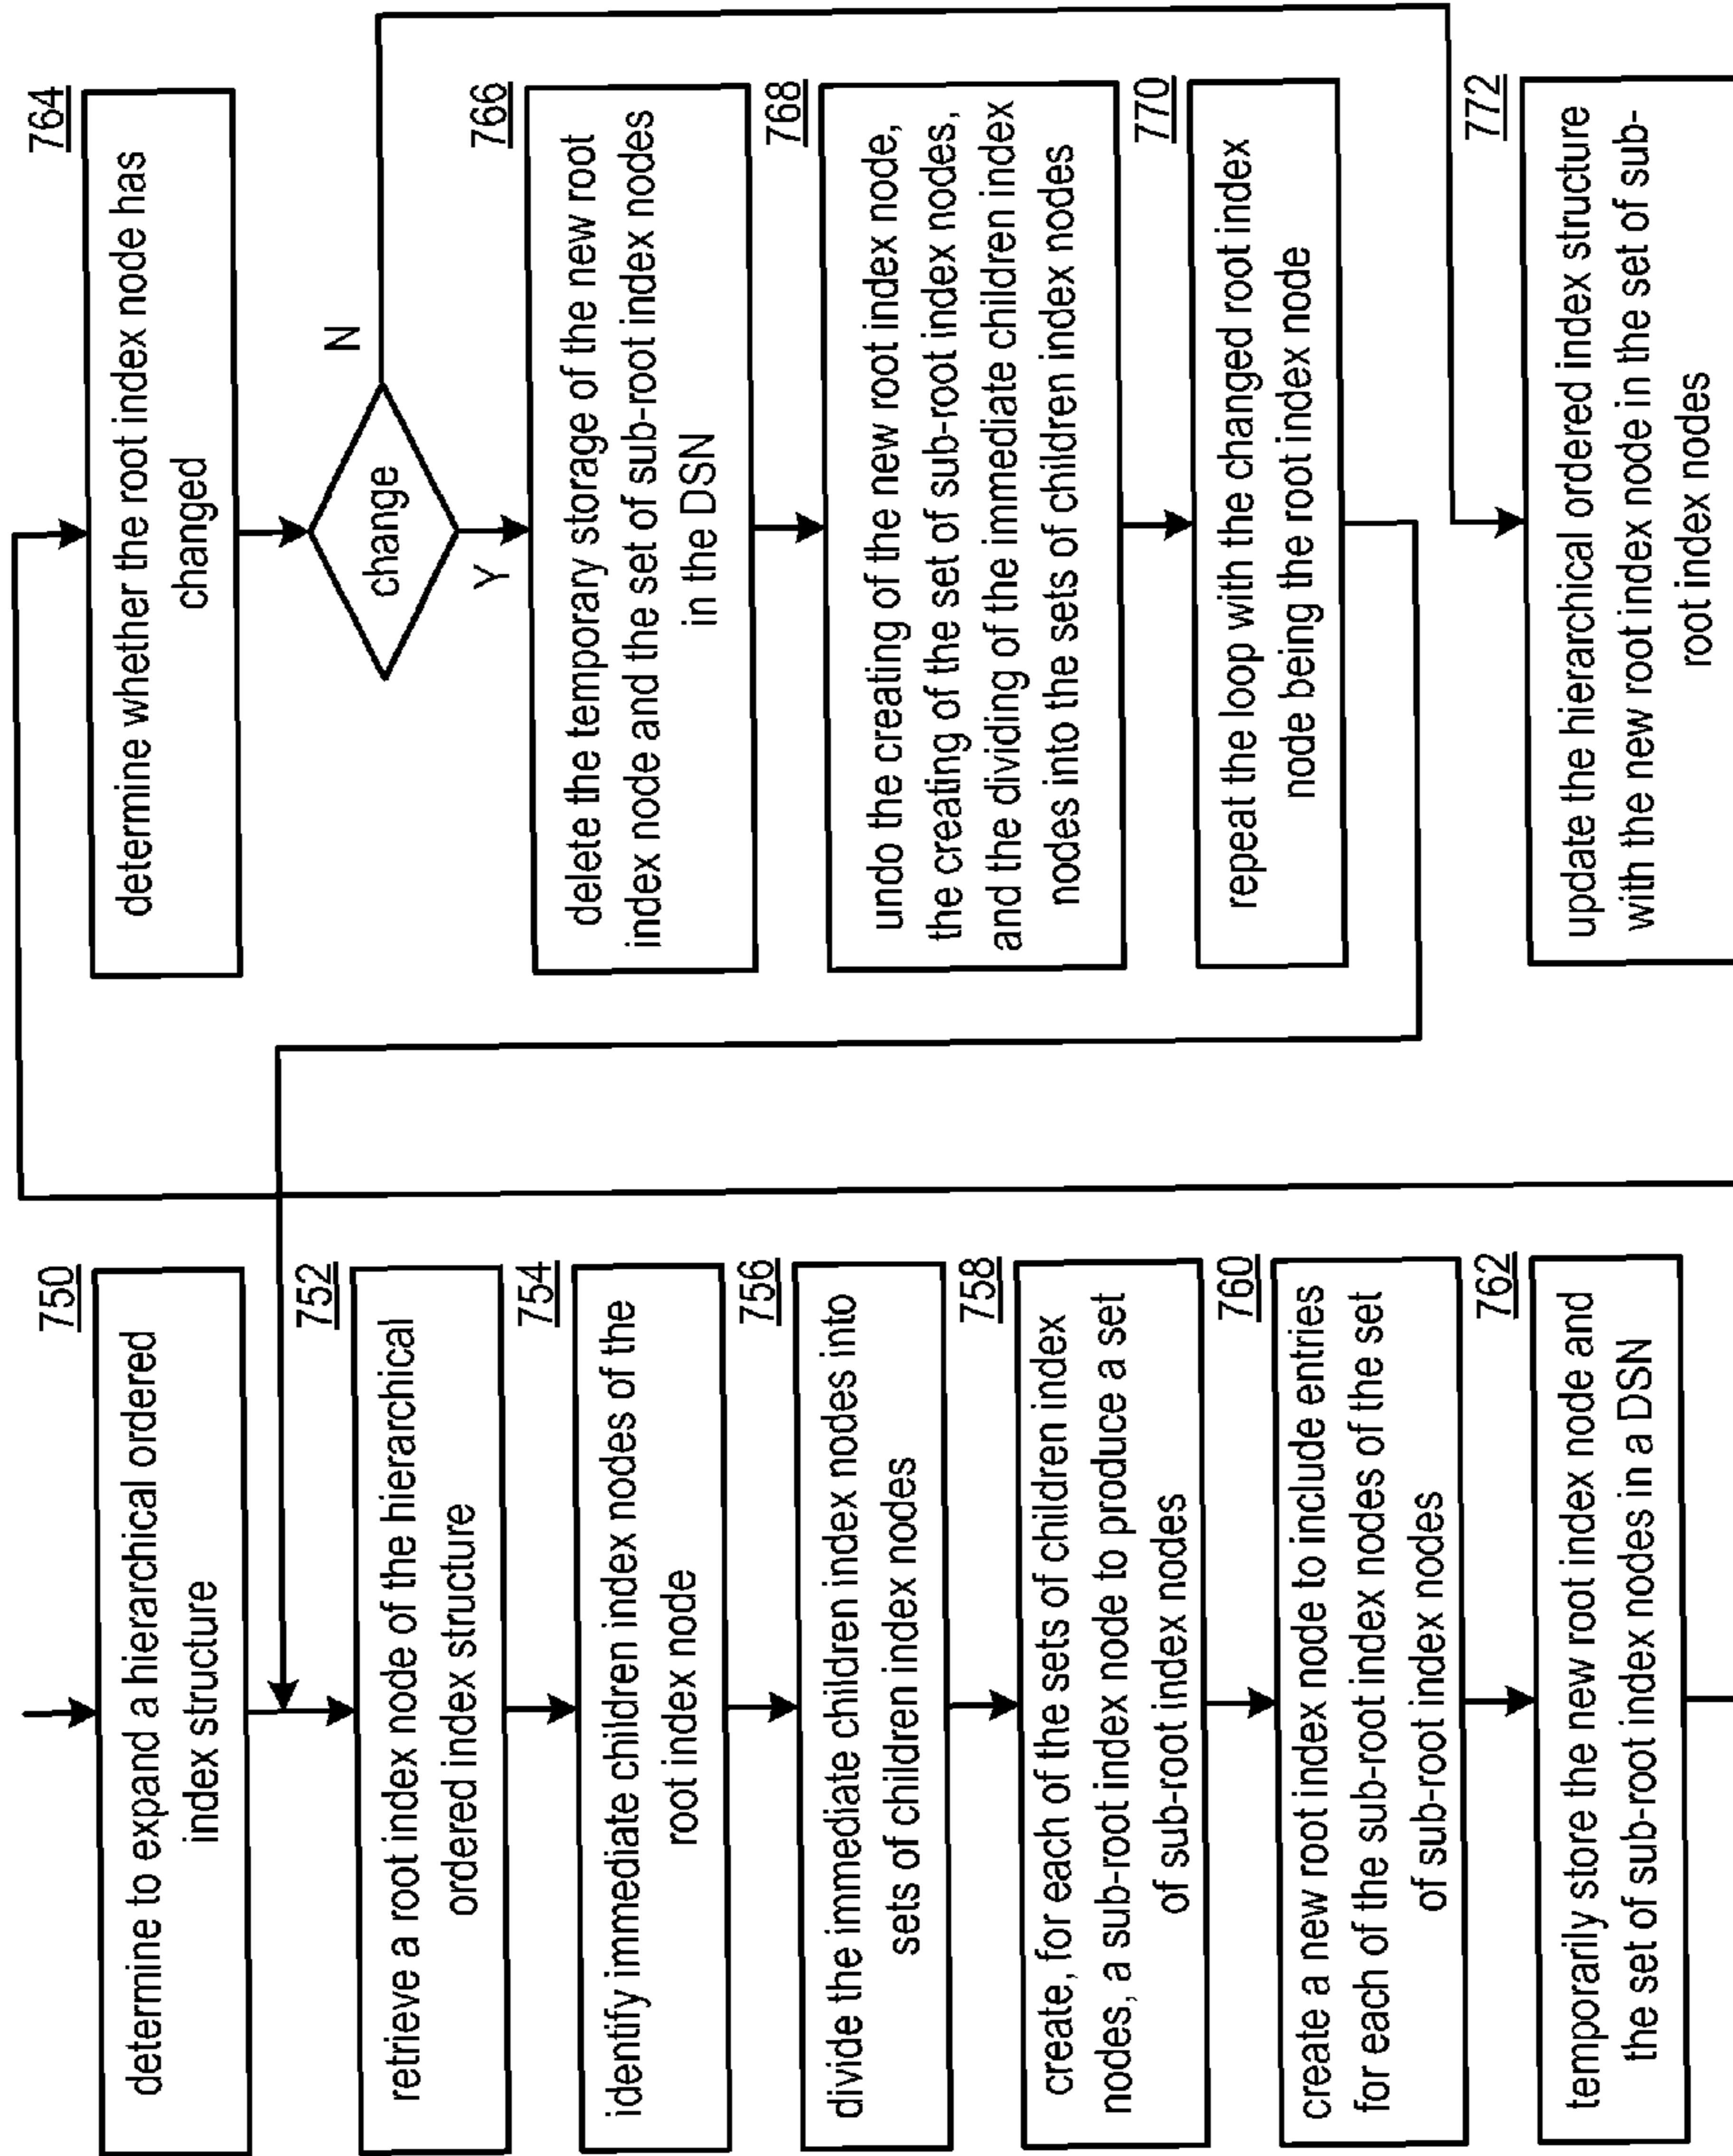 750
determine to expand a hierarchical ordered
index structure
752
retrieve a root index node of the hierarchical
ordered index structure
754
identify immediate children index nodes of the
root index node
756
divide the immediate children index nodes into
sets of children index nodes
758
create, for each of the sets of children index
nodes, a sub-root index node to produce a set
of sub-root index nodes
760
create a new root index node to include entries
for each of the sub-root index nodes of the set
of sub-root index nodes
762
temporarily store the new root index node and
the set of sub-root index nodes in a DSN
764
determine whether the root index node has
changed
change
N
Y
766
delete the temporary storage of the new root
index node and the set of sub-root index nodes
in the DSN
768
undo the creating of the new root index node,
the creating of the set of sub-root index nodes,
and the dividing of the immediate children index
nodes into the sets of children index nodes
770
repeat the loop with the changed root index
node being the root index node
772
update the hierarchical ordered index structure
with the new root index node in the set of sub-
root index nodes